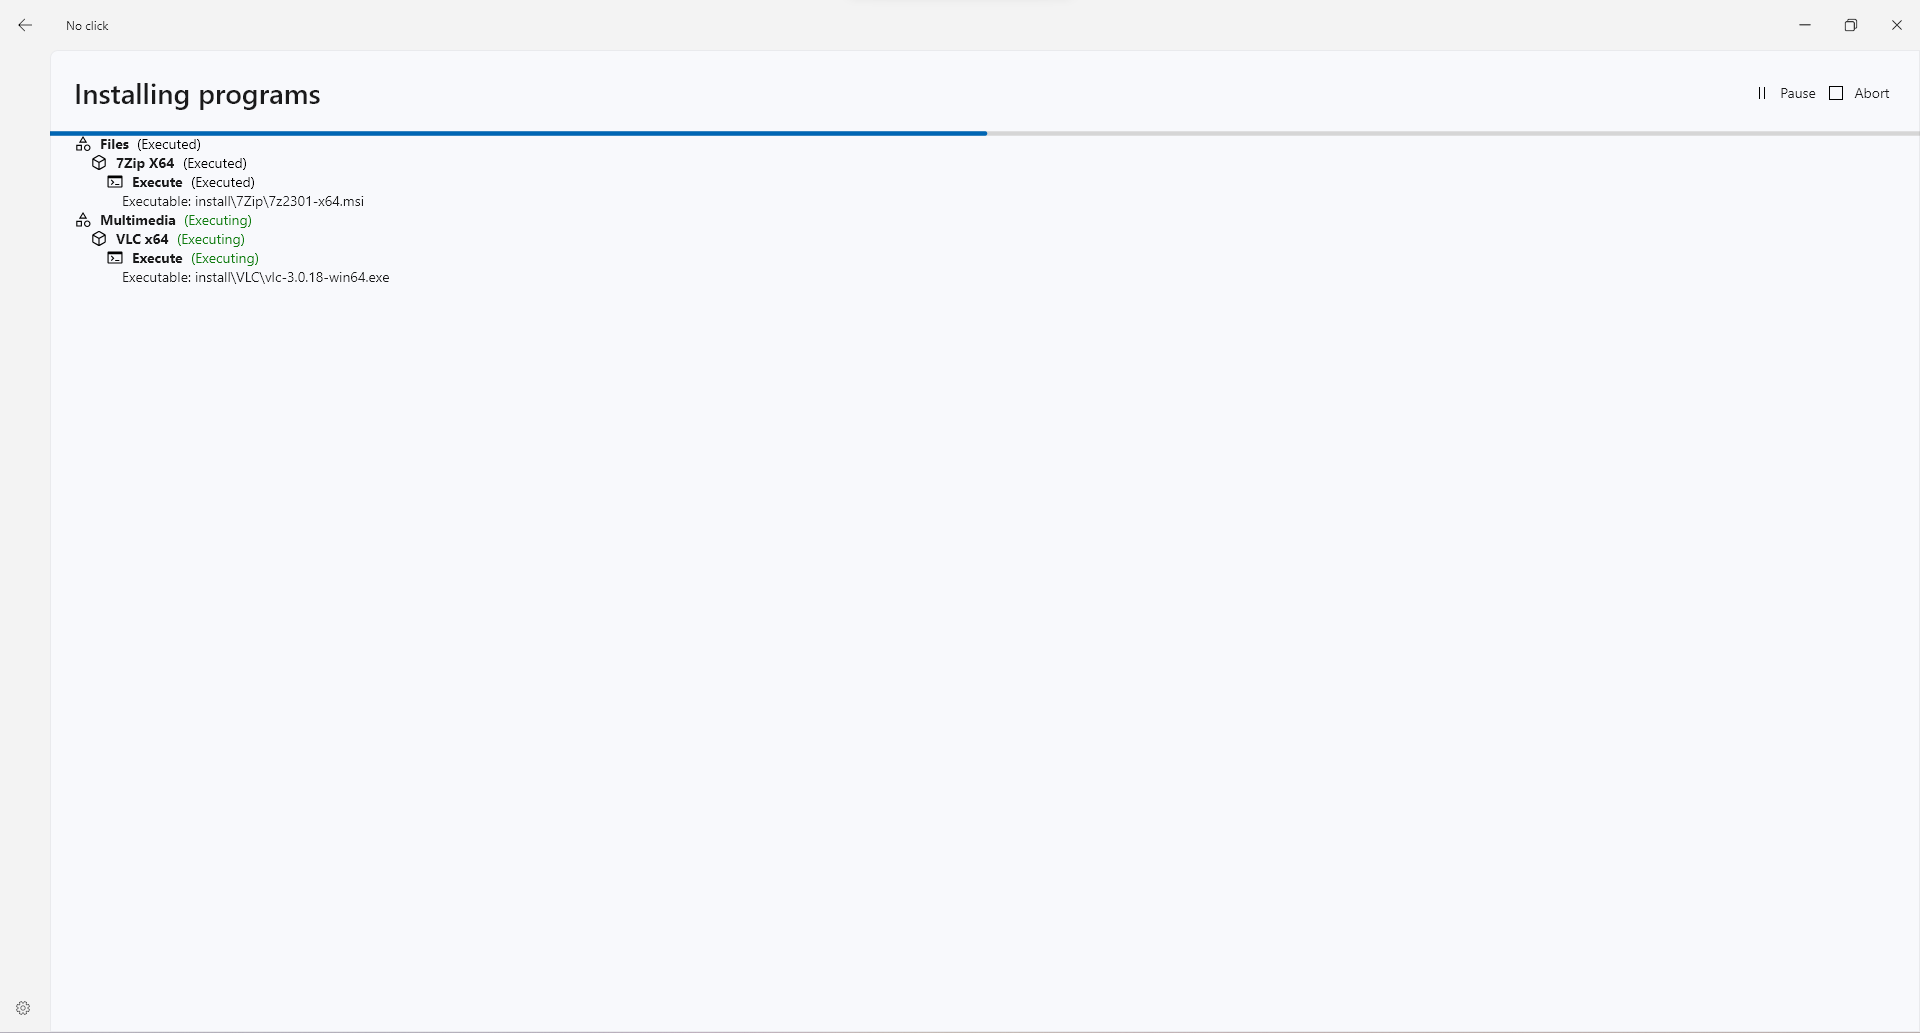 No click
Installing programs
Pause Abort
Files (Executed)
7Zip X64 (Executed)
Execute (Executed)
Executable: install\7Zip\7z2301-x64.msi
Multimedia (Executing)
VLC x64 (Executing)
Execute (Executing)
Executable: install\VLC\vlc-3.0.18-win64.exe